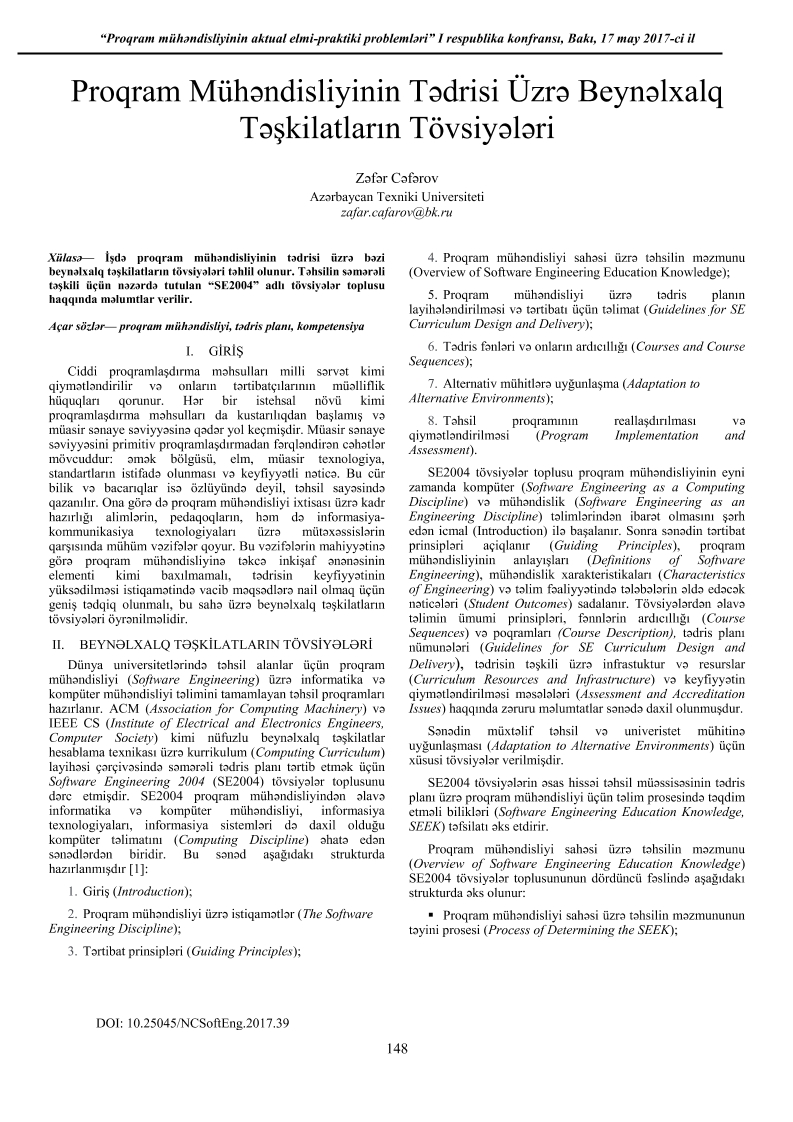 “Proqram mühəndisliyinin aktual elmi-praktiki problemləri” I respublika konfransı, Bakı, 17 may 2017-ci il
Proqram Mühəndisliyinin Tədrisi Üzrə Beynəlxalq
Təşkilatların Tövsiyələri
Zəfər Cəfərov
Azərbaycan Texniki Universiteti
zafar.cafarov@bk.ru
Xülasə— İşdə proqram mühəndisliyinin tədrisi üzrə bəzi
beynəlxalq təşkilatların tövsiyələri təhlil olunur. Təhsilin səmərəli
təşkili üçün nəzərdə tutulan “SE2004” adlı tövsiyələr toplusu
haqqında məlumtlar verilir.
Açar sözlər— proqram mühəndisliyi, tədris planı, kompetensiya
I. GİRİŞ
Ciddi proqramlaşdırma məhsulları milli sərvət kimi
qiymətləndirilir və onların tərtibatçılarının müəlliflik
hüquqları qorunur. Hər bir istehsal növü kimi
proqramlaşdırma məhsulları da kustarılıqdan başlamış və
müasir sənaye səviyyəsinə qədər yol keçmişdir. Müasir sənaye
səviyyəsini primitiv proqramlaşdırmadan fərqləndirən cəhətlər
mövcuddur: əmək bölgüsü, elm, müasir texnologiya,
standartların istifadə olunması və keyfiyyətli nəticə. Bu cür
bilik və bacarıqlar isə özlüyündə deyil, təhsil sayəsində
qazanılır. Ona görə də proqram mühəndisliyi ixtisası üzrə kadr
hazırlığı alimlərin, pedaqoqların, həm də informasiya-
kommunikasiya texnologiyaları üzrə mütəxəssislərin
qarşısında mühüm vəzifələr qoyur. Bu vəzifələrin mahiyyətinə
görə proqram mühəndisliyinə təkcə inkişaf ənənəsinin
elementi kimi baxılmamalı, tədrisin keyfiyyətinin
yüksədilməsi istiqamətində vacib məqsədlərə nail olmaq üçün
geniş tədqiq olunmalı, bu sahə üzrə beynəlxalq təşkilatların
tövsiyələri öyrənilməlidir.
II. BEYNƏLXALQ TƏŞKİLATLARIN TÖVSİYƏLƏRİ
Dünya universitetlərində təhsil alanlar üçün proqram
mühəndisliyi (Software Engineering) üzrə informatika və
kompüter mühəndisliyi təlimini tamamlayan təhsil proqramları
hazırlanır. ACM (Association for Computing Machinery) və
IEEE CS (Institute of Electrical and Electronics Engineers,
Computer Society) kimi nüfuzlu beynəlxalq təşkilatlar
hesablama texnikası üzrə kurrikulum (Computing Curriculum)
layihəsi çərçivəsində səmərəli tədris planı tərtib etmək üçün
Software Engineering 2004 (SE2004) tövsiyələr toplusunu
dərc etmişdir. SE2004 proqram mühəndisliyindən əlavə
informatika və kompüter mühəndisliyi, informasiya
texnologiyaları, informasiya sistemləri də daxil olduğu
kompüter təlimatını (Computing Discipline) əhatə edən
sənədlərdən biridir. Bu sənəd aşağıdakı strukturda
hazırlanmışdır [1]:
1. Giriş (Introduction);
2. Proqram mühəndisliyi üzrə istiqamətlər (The Software
Engineering Discipline);
3. Tərtibat prinsipləri (Guiding Principles);
4. Proqram mühəndisliyi sahəsi üzrə təhsilin məzmunu
(Overview of Software Engineering Education Knowledge);
5. Proqram mühəndisliyi üzrə tədris planın
layihələndirilməsi və tərtibatı üçün təlimat (Guidelines for SE
Curriculum Design and Delivery);
6. Tədris fənləri və onların ardıcıllığı (Courses and Course
Sequences);
7. Alternativ mühitlərə uyğunlaşma (Adaptation to
Alternative Environments);
8. Təhsil proqramının reallaşdırılması və
qiymətləndirilməsi (Program Implementation and
Assessment).
SE2004 tövsiyələr toplusu proqram mühəndisliyinin eyni
zamanda kompüter (Software Engineering as a Computing
Discipline) və mühəndislik (Software Engineering as an
Engineering Discipline) təlimlərindən ibarət olmasını şərh
edən icmal (Introduction) ilə başalanır. Sonra sənədin tərtibat
prinsipləri açıqlanır (Guiding Principles), proqram
mühəndisliyinin anlayışları (Definitions of Software
Engineering), mühəndislik xarakteristikaları (Characteristics
of Engineering) və təlim fəaliyyətində tələbələrin əldə edəcək
nəticələri (Student Outcomes) sadalanır. Tövsiyələrdən əlavə
təlimin ümumi prinsipləri, fənnlərin ardıcıllığı (Course
Sequences) və poqramları (Course Description), tədris planı
nümunələri (Guidelines for SE Curriculum Design and
Delivery), tədrisin təşkili üzrə infrastuktur və resurslar
(Curriculum Resources and Infrastructure) və keyfiyyətin
qiymətləndirilməsi məsələləri (Assessment and Accreditation
Issues) haqqında zəruru məlumtatlar sənədə daxil olunmuşdur.
Sənədin müxtəlif təhsil və univeristet mühitinə
uyğunlaşması (Adaptation to Alternative Environments) üçün
xüsusi tövsiyələr verilmişdir.
SE2004 tövsiyələrin əsas hissəi təhsil müəssisəsinin tədris
planı üzrə proqram mühəndisliyi üçün təlim prosesində təqdim
etməli bilikləri (Software Engineering Education Knowledge,
SEEK) təfsilatı əks etdirir.
Proqram mühəndisliyi sahəsi üzrə təhsilin məzmunu
(Overview of Software Engineering Education Knowledge)
SE2004 tövsiyələr toplusununun dördüncü fəslində aşağıdakı
strukturda əks olunur:
▪ Proqram mühəndisliyi sahəsi üzrə təhsilin məzmununun
təyini prosesi (Process of Determining the SEEK);
DOI: 10.25045/NCSoftEng.2017.39
148